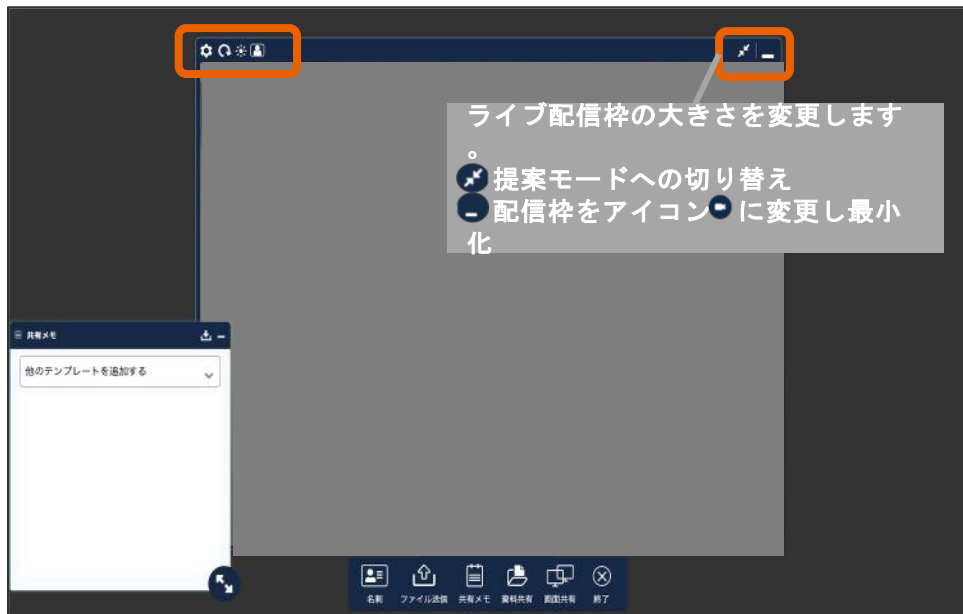 ライブ配信枠の大きさを変更します
。
提案モードへの切り替え
配信枠をアイコン に変更し最小
化
共有メモ
他のテンプレートを追加する
名刺 ファイル送信 共有メモ 資料共有 画面共有 終了